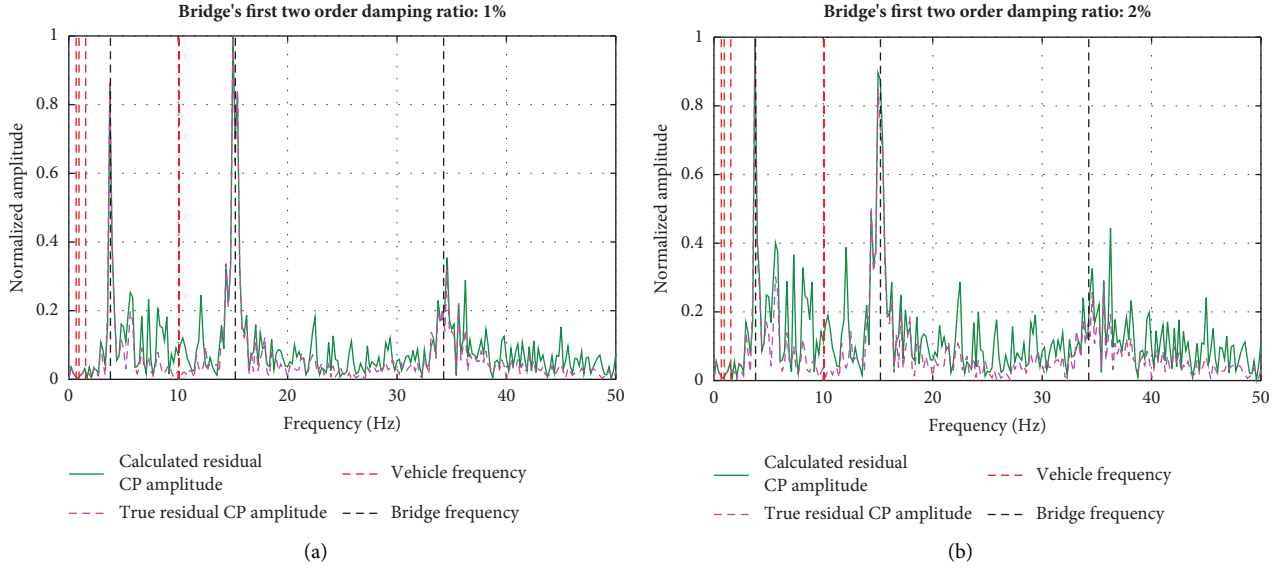 Bridge's first two order damping ratio: 1%
1
0.8
0.6
0.4
0.2
0
Normalized amplitude
0 10 20 30 40 50
Frequency (Hz)
Calculated residual
CP amplitude
True residual CP amplitude
Vehicle frequency
Bridge frequency
(a)
Bridge's first two order damping ratio: 2%
1
0.8
0.6
0.4
0.2
0
Normalized amplitude
0 10 20 30 40 50
Frequency (Hz)
Calculated residual
CP amplitude
True residual CP amplitude
Vehicle frequency
Bridge frequency
(b)